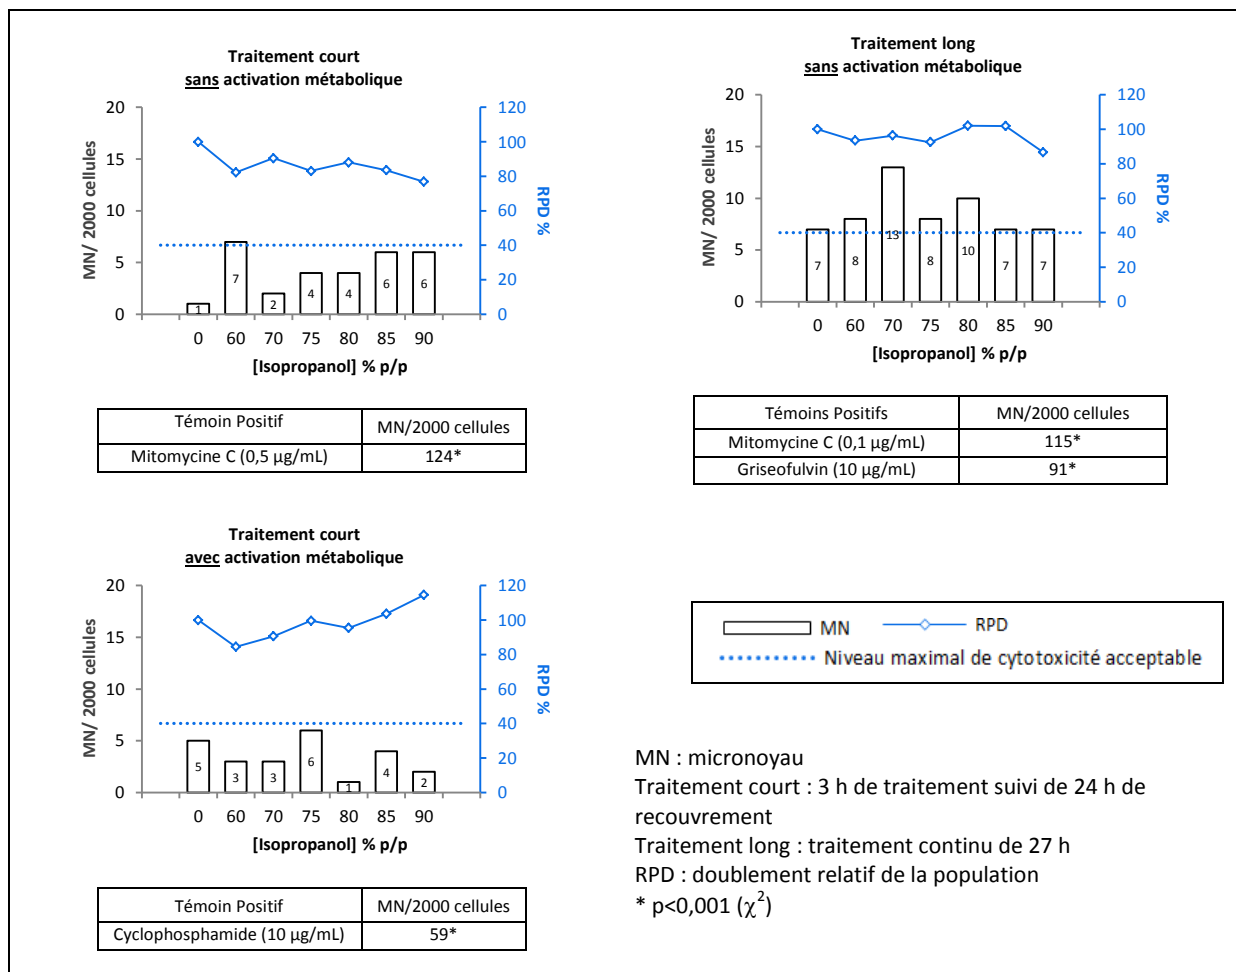 Traitement court
sans activation métabolique
20
15
10
5
0
MN/ 2000 cellules
120
100
80
60
40
20
0
RPD %
1
7
2
4
4
6
6
0 60 70 75 80 85 90
[Isopropanol] % p/p
Témoin Positif MN/2000 cellules
Mitomycine C (0,5 µg/mL) 124*
Traitement long
sans activation métabolique
20
15
10
5
0
MN/ 2000 cellules
120
100
80
60
40
20
0
RPD %
7
8
13
8
10
7
7
0 60 70 75 80 85 90
[Isopropanol] % p/p
Témoins Positifs MN/2000 cellules
Mitomycine C (0,1 µg/mL) 115*
Griseofulvin (10 µg/mL) 91*
Traitement court
avec activation métabolique
20
15
10
5
0
MN/ 2000 cellules
120
100
80
60
40
20
0
RPD %
5
3
3
6
1
4
2
0 60 70 75 80 85 90
[Isopropanol] % p/p
Témoin Positif MN/2000 cellules
Cyclophosphamide (10 µg/mL) 59*
MN RPD
Niveau maximal de cytotoxicité acceptable
MN : micronoyau
Traitement court : 3 h de traitement suivi de 24 h de
recouvrement
Traitement long : traitement continu de 27 h
RPD : doublement relatif de la population
* p<0,001 (χ²)